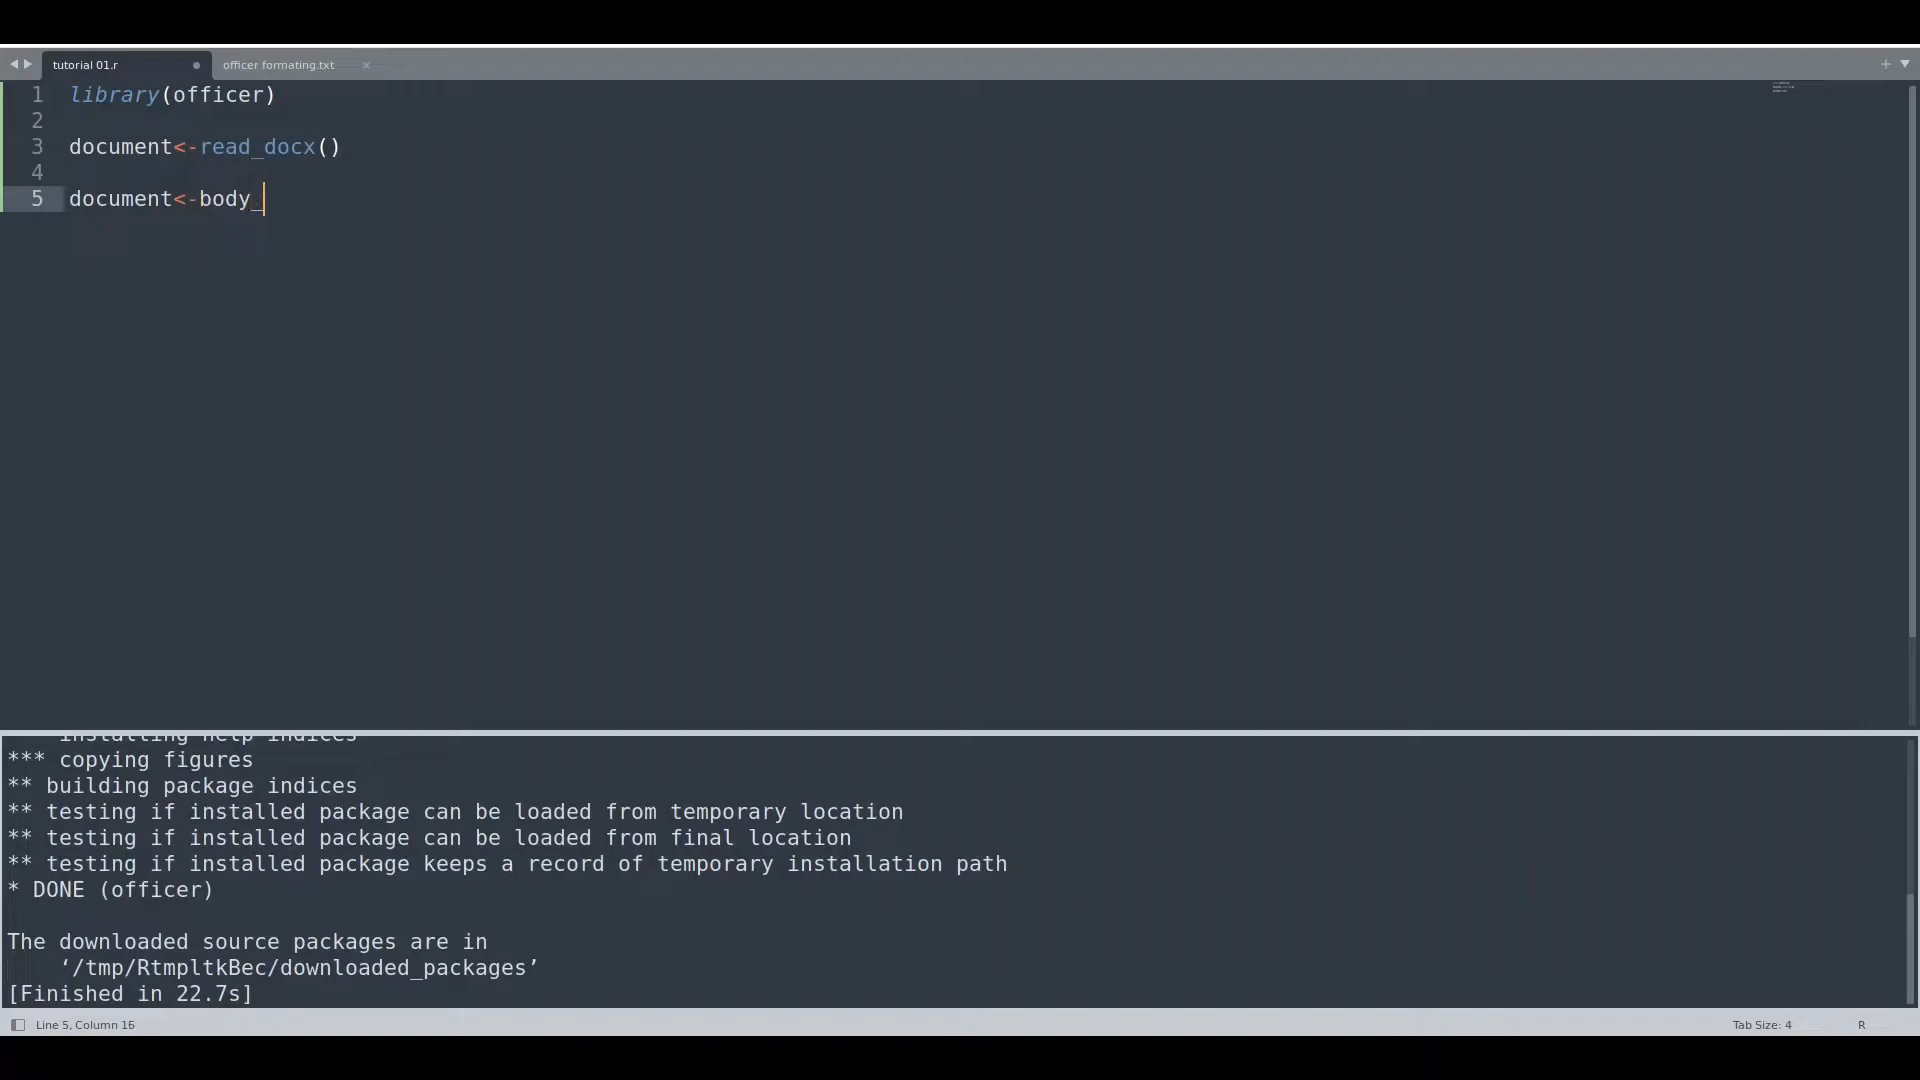 tutorial 01.r
officer formating.txt
1 library(officer)
2
3 document<-read_docx()
4
5 document<-body_
installing help indices
*** copying figures
** building package indices
** testing if installed package can be loaded from temporary location
** testing if installed package can be loaded from final location
** testing if installed package keeps a record of temporary installation path
* DONE (officer)
The downloaded source packages are in
‘/tmp/RtmpltkBec/downloaded_packages’
[Finished in 22.7s]
Line 5, Column 16
Tab Size: 4
R